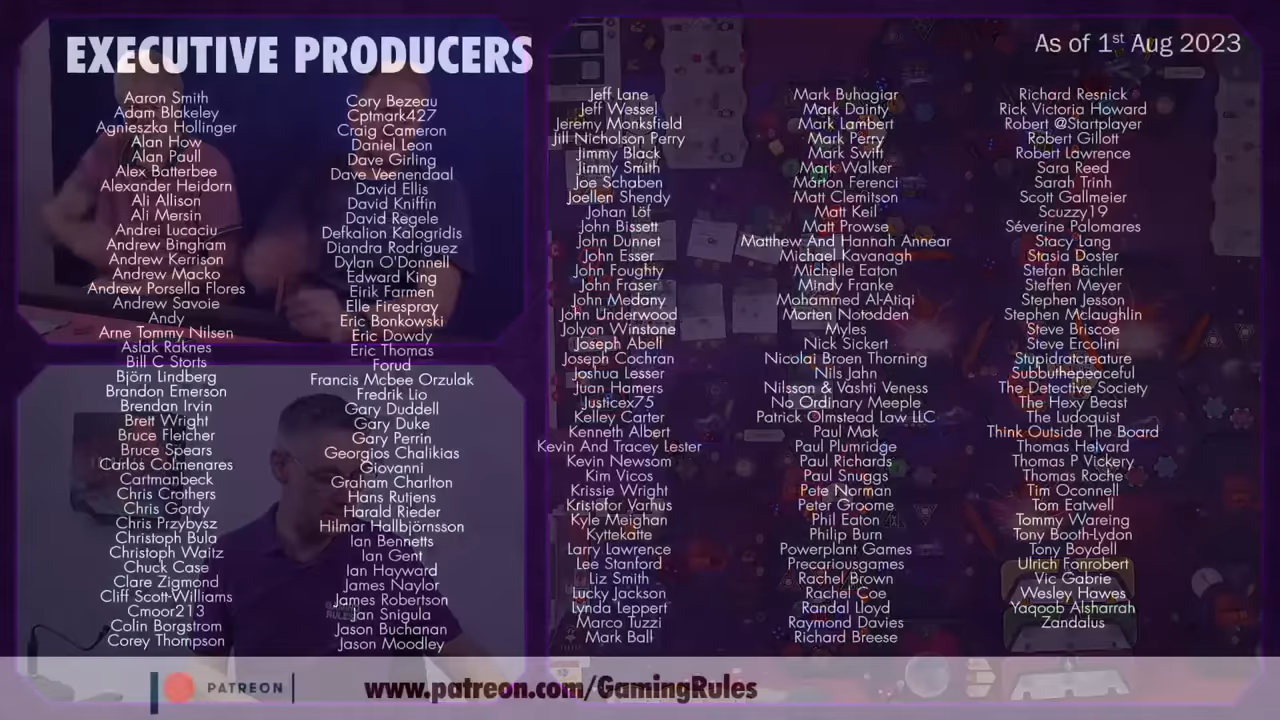 EXECUTIVE PRODUCERS
As of 1st Aug 2023
Aaron Smith
Adam Blakeley
Agnieszka Hollinger
Alan How
Alan Paull
Alex Batterbee
Alexander Heidorn
Ali Allison
Ali Mersin
Andrei Lucaciu
Andrew Bingham
Andrew Kerrison
Andrew Macko
Andrew Porsella Flores
Andrew Savoie
Andy
Arne Tommy Nilsen
Aslak Raknes
Bill C Storts
Björn Lindberg
Brandon Emerson
Brendan Irvin
Brett Wright
Bruce Fletcher
Bruce Spears
Carlos Colmenares
Cartmanbeck
Chris Crothers
Chris Gordy
Chris Przybysz
Christoph Bula
Christoph Waitz
Chuck Case
Clare Zigmond
Cliff Scott-Williams
Cmoor213
Colin Borgstrom
Corey Thompson
Cory Bezeau
Cptmark427
Craig Cameron
Daniel Leon
Dave Girling
Dave Veenendaal
David Ellis
David Kniffin
David Regele
Defkalion Kalogridis
Diandra Rodriguez
Dylan O'Donnell
Edward King
Eirik Farmen
Elle Firespray
Eric Bonkowski
Eric Dowdy
Eric Thomas
Forud
Francis Mcbee Orzulak
Fredrik Lio
Gary Duddell
Gary Duke
Gary Perrin
Georgios Chalikias
Giovanni
Graham Charlton
Hans Rutjens
Harald Rieder
Hilmar Hallbjörnsson
Ian Bennetts
Ian Gent
Ian Hayward
James Naylor
James Robertson
Jan Snigula
Jason Buchanan
Jason Moodley
Jeff Lane
Jeff Wessel
Jeremy Monksfield
Jill Nicholson Perry
Jimmy Black
Jimmy Smith
Joe Schaben
Joellen Shendy
Johan Löf
John Bissett
John Dunnet
John Esser
John Foughty
John Fraser
John Medany
John Underwood
Jolyon Winstone
Joseph Abell
Joseph Cochran
Joshua Lesser
Juan Hamers
Justicex75
Kelley Carter
Kenneth Albert
Kevin And Tracey Lester
Kevin Newsom
Kim Vicos
Krissie Wright
Kristofor Varhus
Kyle Meighan
Kyttekatte
Larry Lawrence
Lee Stanford
Liz Smith
Lucky Jackson
Lynda Leppert
Marco Tuzzi
Mark Ball
Mark Buhagiar
Mark Dainty
Mark Lambert
Mark Perry
Mark Swift
Mark Walker
Márton Ferenci
Matt Clemitson
Matt Keil
Matt Prowse
Matthew And Hannah Annear
Michael Kavanagh
Michelle Eaton
Mindy Franke
Mohammed Al-Atiqi
Morten Notodden
Myles
Nick Sickert
Nicolai Broen Thorning
Nils Jahn
Nilsson & Vashti Veness
No Ordinary Meeple
Patrick Olmstead Law LLC
Paul Mak
Paul Plumridge
Paul Richards
Paul Snuggs
Pete Norman
Peter Groome
Phil Eaton
Philip Burn
Powerplant Games
Precariousgames
Rachel Brown
Rachel Coe
Randal Lloyd
Raymond Davies
Richard Breese
Richard Resnick
Rick Victoria Howard
Robert @Startplayer
Robert Gillott
Robert Lawrence
Sara Reed
Sarah Trinh
Scott Gallmeier
Scuzzy19
Séverine Palomares
Stacy Lang
Stasia Doster
Stefan Bächler
Steffen Meyer
Stephen Jesson
Stephen Mclaughlin
Steve Briscoe
Steve Ercolini
Stupidratcreature
Subbuthepeaceful
The Detective Society
The Hexy Beast
The Ludoquist
Think Outside The Board
Thomas Helvard
Thomas P Vickery
Thomas Roche
Tim Oconnell
Tom Eatwell
Tommy Wareing
Tony Booth-Lydon
Tony Boydell
Ulrich Fonrobert
Vic Gabrie
Wesley Hawes
Yaqoob Alsharrah
Zandalus
PATREON
www.patreon.com/GamingRules